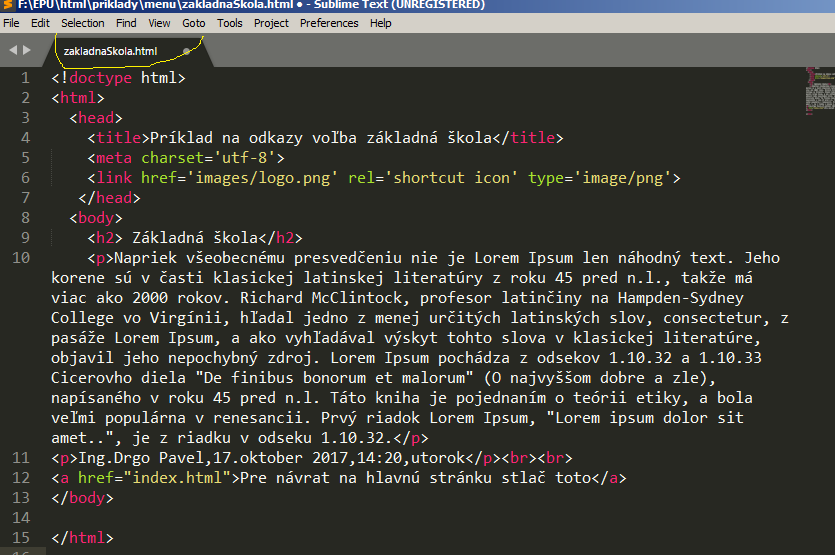 F:\EPU\html\priklady\menu\zakladnaSkola.html • - Sublime Text (UNREGISTERED)
File Edit Selection Find View Goto Tools Project Preferences Help
zakladnaSkola.html
1 <!doctype html>
2 <html>
3 <head>
4 <title>Príklad na odkazy voľba základná škola</title>
5 <meta charset='utf-8'>
6 <link href='images/logo.png' rel='shortcut icon' type='image/png'>
7 </head>
8 <body>
9 <h2> Základná škola</h2>
10 <p>Napriek všeobecnému presvedčeniu nie je Lorem Ipsum len náhodný text. Jeho
korene sú v časti klasickej latinskej literatúry z roku 45 pred n.l., takže má
viac ako 2000 rokov. Richard McClintock, profesor latinčiny na Hampden-Sydney
College vo Virgínii, hľadal jedno z menej určitých latinských slov, consectetur, z
pasáže Lorem Ipsum, a ako vyhľadával výskyt tohto slova v klasickej literatúre,
objavil jeho nepochybný zdroj. Lorem Ipsum pochádza z odsekov 1.10.32 a 1.10.33
Cicerovho diela "De finibus bonorum et malorum" (O najvyššom dobre a zle),
napísaného v roku 45 pred n.l. Táto kniha je pojednaním o teórii etiky, a bola
veľmi populárna v renesancii. Prvý riadok Lorem Ipsum, "Lorem ipsum dolor sit
amet..", je z riadku v odseku 1.10.32.</p>
11 <p>Ing.Drgo Pavel,17.oktober 2017,14:20,utorok</p><br><br>
12 <a href="index.html">Pre návrat na hlavnú stránku stlač toto</a>
13 </body>
14
15 </html>
16